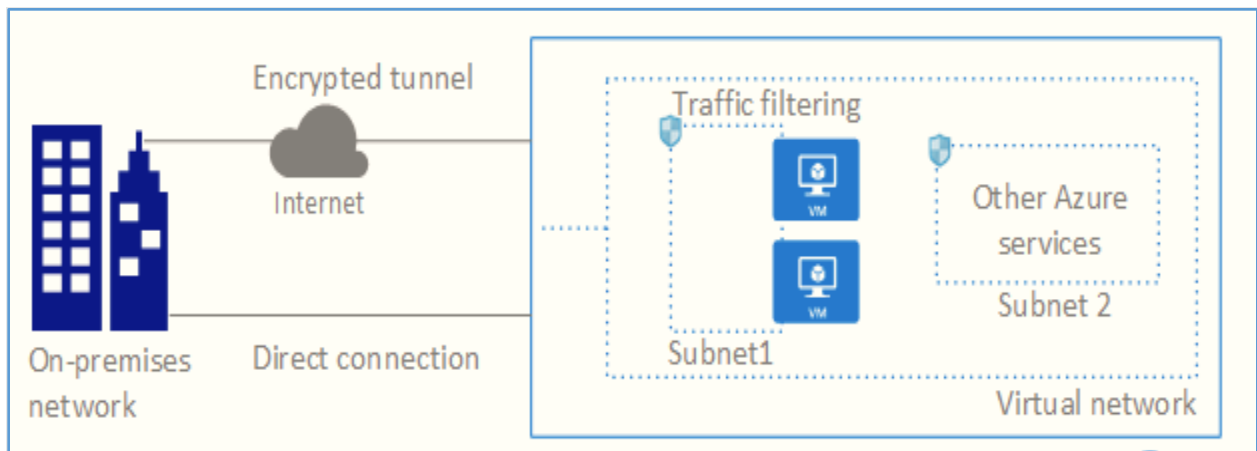 Encrypted tunnel
Internet
On-premises
network
Direct connection
Traffic filtering
VM
VM
Subnet1
Other Azure
services
Subnet 2
Virtual network